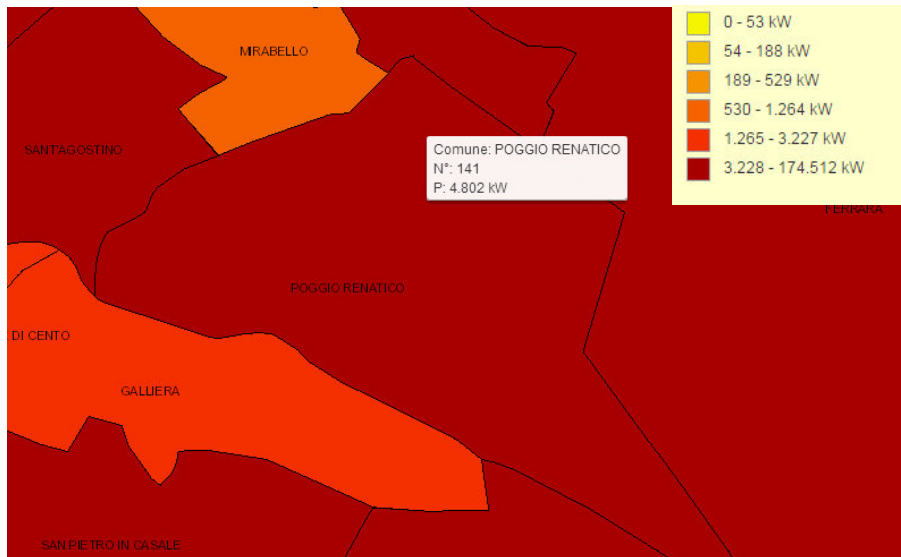 MIRABELLO
SANT'AGOSTINO
Comune: POGGIO RENATICO
N°: 141
P: 4.802 kW
0 - 53 kW
54 - 188 kW
189 - 529 kW
530 - 1.264 kW
1.265 - 3.227 kW
3.228 - 174.512 kW
FERRARA
POGGIO RENATICO
DI CENTO
GALLIERA
SAN PIETRO IN CASALE